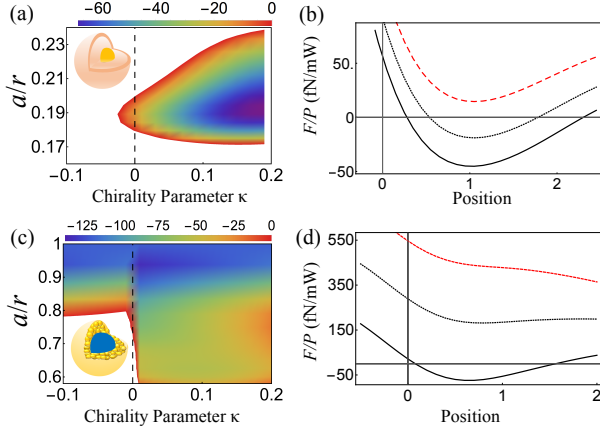 (a)
−60 −40 −20 0
0.23
0.21
0.19
0.17
a/r
−0.1 0 0.1 0.2
Chirality Parameter κ
(b)
50.
0
−50
F/P (fN/mW)
0 1 2
Position
(c)
−125 −100 −75 −50 −25 0
1
0.9
0.8
0.7
0.6
a/r
−0.1 0 0.1 0.2
Chirality Parameter κ
(d)
550
350
150
−50
F/P (fN/mW)
0 1 2
Position